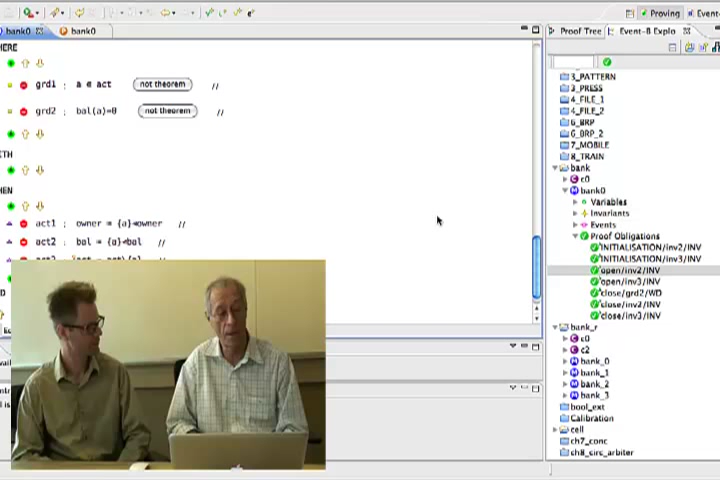 Proving
Event-
bank0
bank0
Proof Tree
Event-B Explo
HERE
grd1 : a ∈ act not theorem //
grd2 : bal(a)=0 not theorem //
ITH
HEN
act1 : owner = {a}⩤owner //
act2 : bal = {a}⩤bal //
3_PATTERN
3_PRESS
4_FILE_1
4_FILE_2
6_BRP
6_BRP_2
7_MOBILE
8_TRAIN
bank
c0
bank0
Variables
Invariants
Events
Proof Obligations
INITIALISATION/inv2/INV
INITIALISATION/inv3/INV
open/inv2/INV
open/inv3/INV
close/grd2/WD
close/inv2/INV
close/inv3/INV
bank_r
c0
c2
bank_0
bank_1
bank_2
bank_3
bool_ext
Calibration
cell
ch7_conc
ch8_circ_arbiter